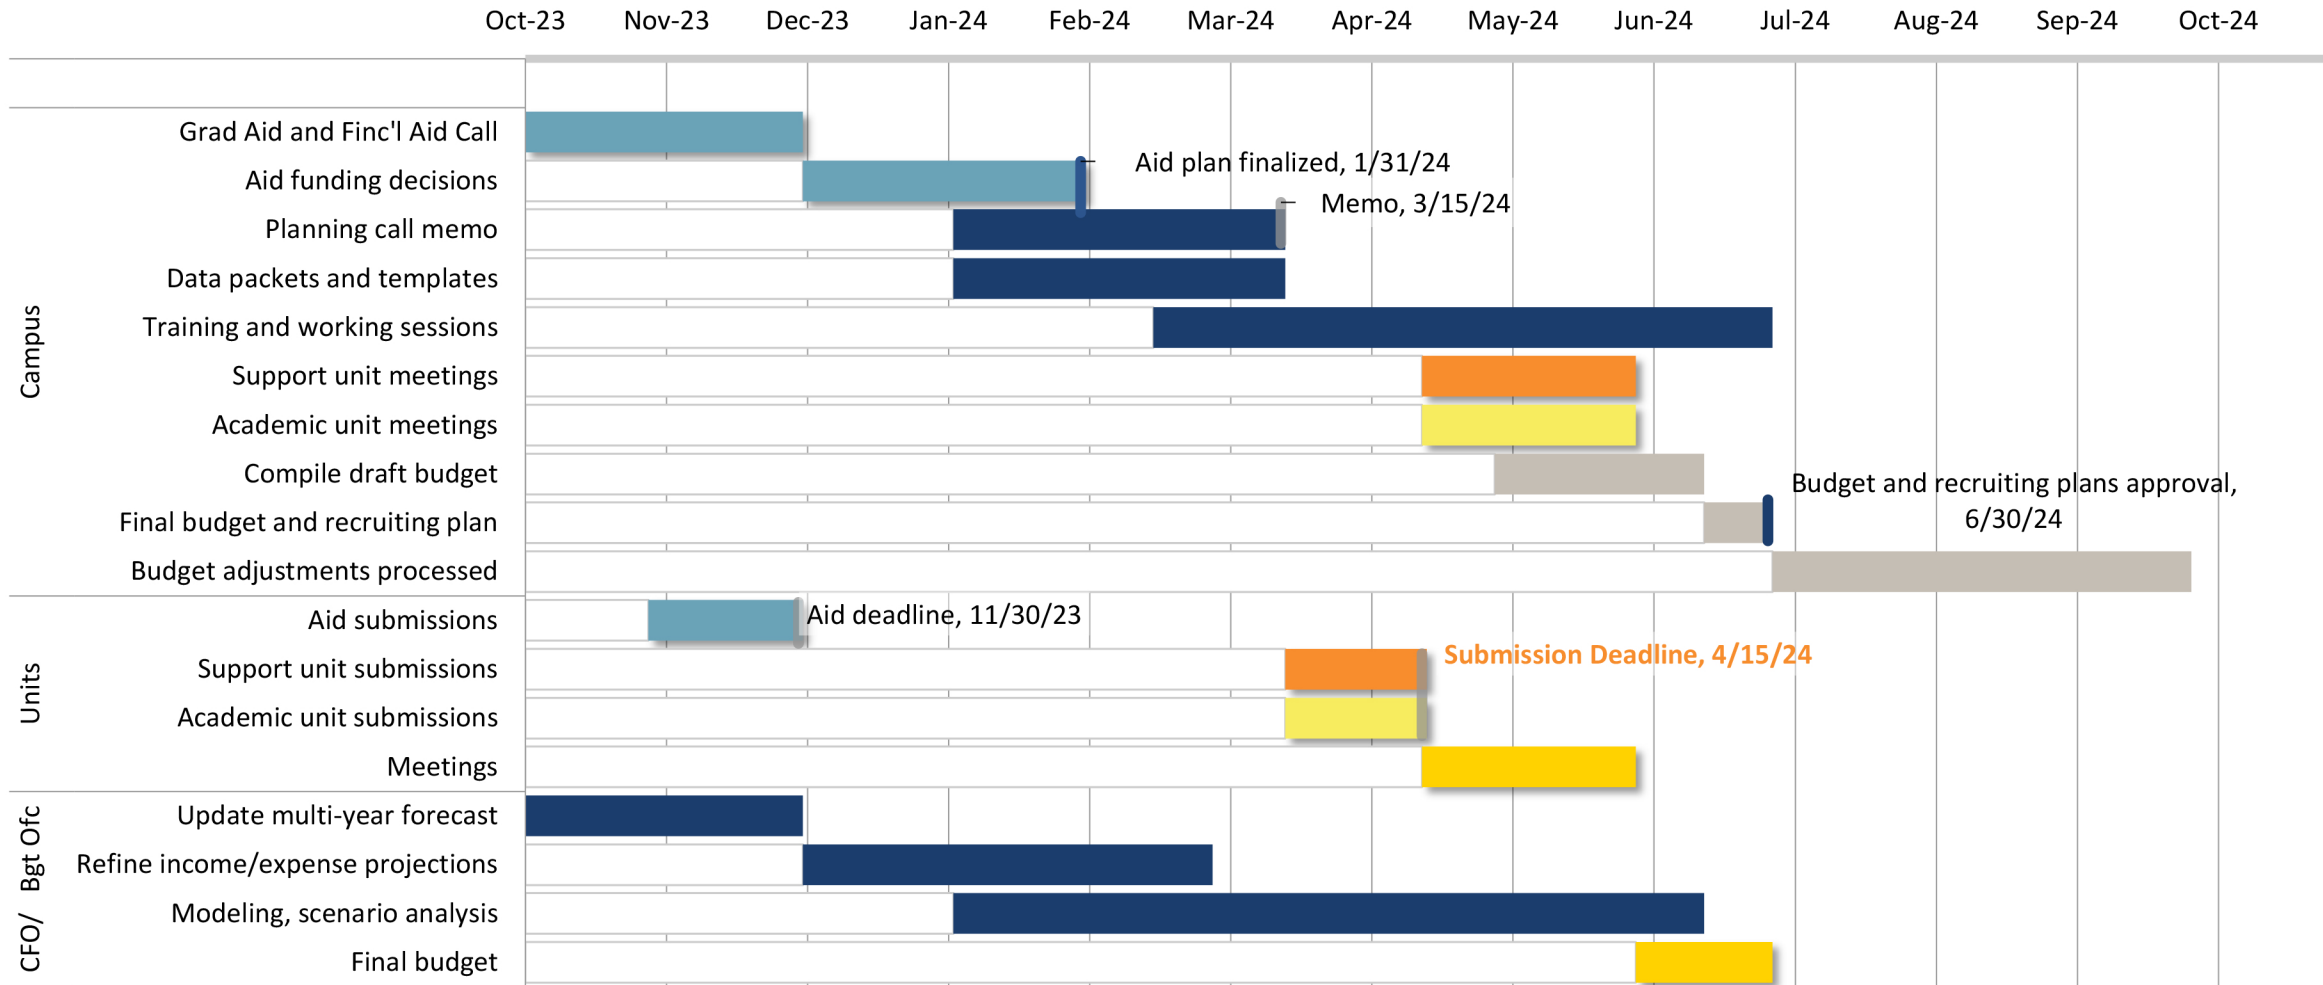 Oct-23 Nov-23 Dec-23 Jan-24 Feb-24 Mar-24 Apr-24 May-24 Jun-24 Jul-24 Aug-24 Sep-24 Oct-24
Campus
Grad Aid and Finc'l Aid Call
Aid funding decisions
Aid plan finalized, 1/31/24
Planning call memo
Memo, 3/15/24
Data packets and templates
Training and working sessions
Support unit meetings
Academic unit meetings
Compile draft budget
Final budget and recruiting plan
Budget and recruiting plans approval,
6/30/24
Budget adjustments processed
Units
Aid submissions
Aid deadline, 11/30/23
Support unit submissions
Submission Deadline, 4/15/24
Academic unit submissions
Meetings
CFO/ Bgt Ofc
Update multi-year forecast
Refine income/expense projections
Modeling, scenario analysis
Final budget